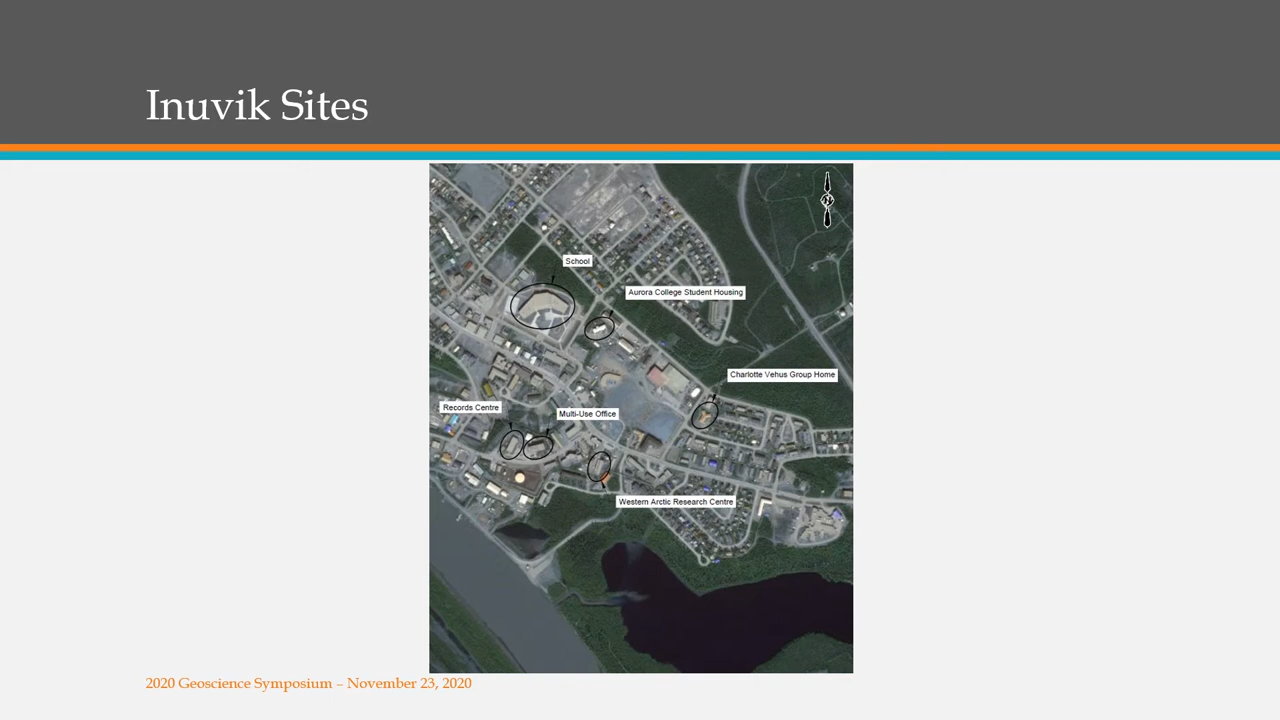 Inuvik Sites
School
Aurora College Student Housing
Charlotte Vehus Group Home
Records Centre
Multi-Use Office
Western Arctic Research Centre
2020 Geoscience Symposium – November 23, 2020